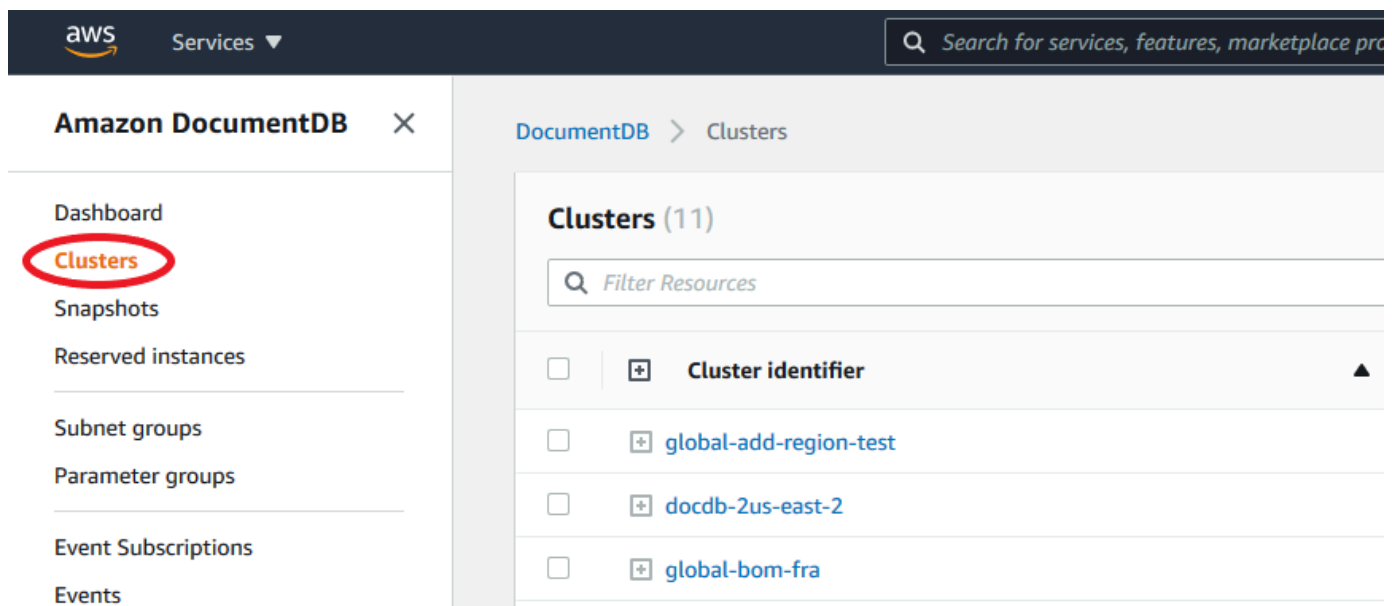 aws Services ▼ Search for services, features, marketplace pro
Amazon DocumentDB ×
Dashboard
Clusters
Snapshots
Reserved instances
Subnet groups
Parameter groups
Event Subscriptions
Events
DocumentDB > Clusters
Clusters (11)
Filter Resources
Cluster identifier ▲
global-add-region-test
docdb-2us-east-2
global-bom-fra